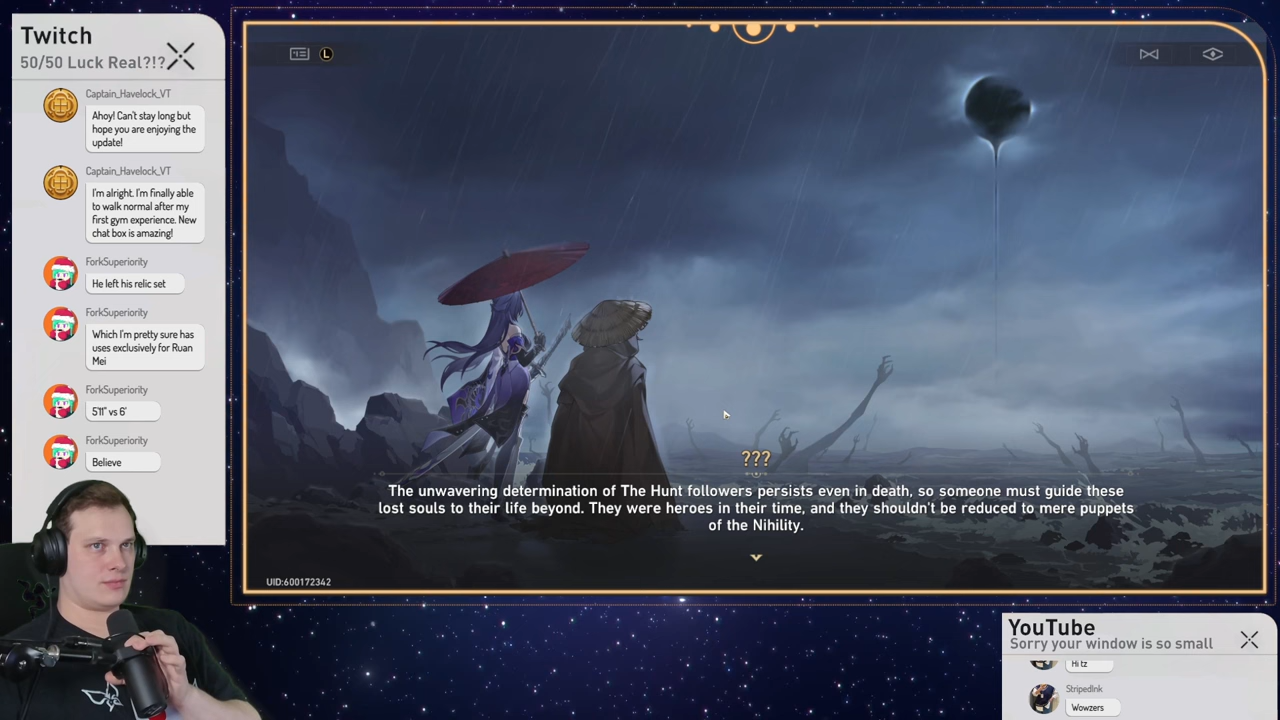 Twitch
50/50 Luck Real?!?
Captain_Havelock_VT
Ahoy! Can't stay long but
hope you are enjoying the
update!
Captain_Havelock_VT
I'm alright. I'm finally able
to walk normal after my
first gym experience. New
chat box is amazing!
ForkSuperiority
He left his relic set
ForkSuperiority
Which I'm pretty sure has
uses exclusively for Ruan
Mei
ForkSuperiority
5'11" vs 6'
ForkSuperiority
Believe
L
???
The unwavering determination of The Hunt followers persists even in death, so someone must guide these
lost souls to their life beyond. They were heroes in their time, and they shouldn't be reduced to mere puppets
of the Nihility.
UID:600172342
YouTube
Sorry your window is so small
Hi tz
StripedInk
Wowzers